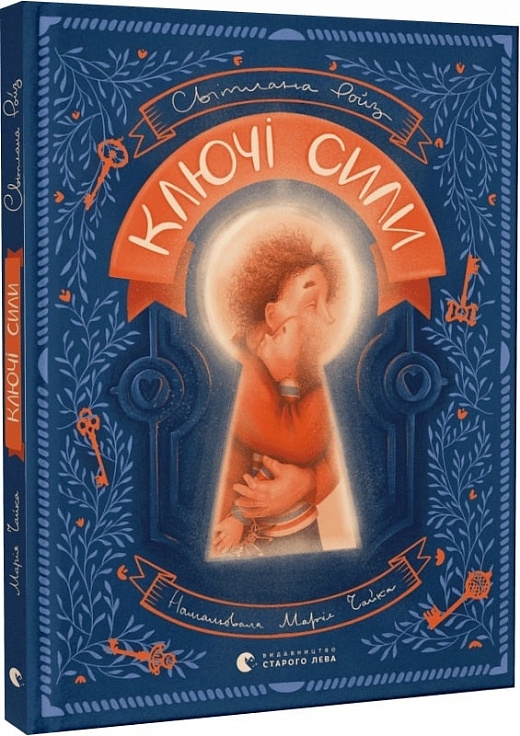 Світлана Ройз
КЛЮЧІ СИЛИ
Намалювала Марія Чайка
ВИДАВНИЦТВО
СТАРОГО ЛЕВА
Світлана Ройз
КЛЮЧІ СИЛИ
Марія Чайка